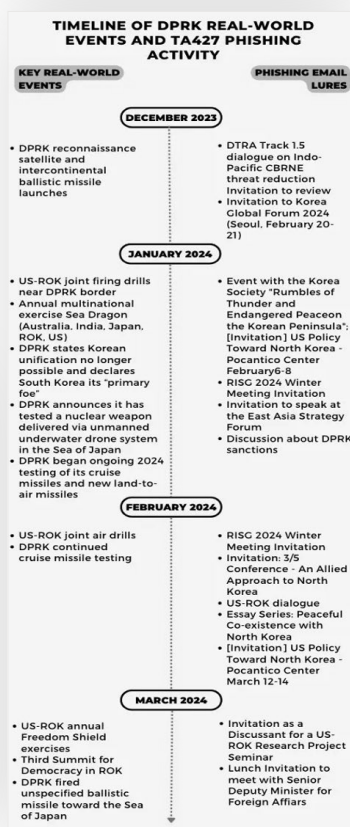 TIMELINE OF DPRK REAL-WORLD
EVENTS AND TA427 PHISHING
ACTIVITY
KEY REAL-WORLD
EVENTS
PHISHING EMAIL
LURES
DECEMBER 2023
• DPRK reconnaissance
satellite and
intercontinental
ballistic missile
launches
• DTRA Track 1.5
dialogue on Indo-
Pacific CBRNE
threat reduction
Invitation to review
• Invitation to Korea
Global Forum 2024
(Seoul, February 20-
21)
JANUARY 2024
• US-ROK joint firing drills
near DPRK border
• Annual multinational
exercise Sea Dragon
(Australia, India, Japan,
ROK, US)
• DPRK states Korean
unification no longer
possible and declares
South Korea its "primary
foe"
• DPRK announces it has
tested a nuclear weapon
delivered via unmanned
underwater drone system
in the Sea of Japan
• DPRK began ongoing 2024
testing of its cruise
missiles and new land-to-
air missiles
• Event with the Korea
Society "Rumbles of
Thunder and
Endangered Peaceon
the Korean Peninsula";
[Invitation] US Policy
Toward North Korea -
Pocantico Center
February6-8
• RISG 2024 Winter
Meeting Invitation
• Invitation to speak at
the East Asia Strategy
Forum
• Discussion about DPRK
sanctions
FEBRUARY 2024
• US-ROK joint air drills
• DPRK continued
cruise missile testing
• RISG 2024 Winter
Meeting Invitation
• Invitation: 3/5
Conference - An Allied
Approach to North
Korea
• US-ROK dialogue
• Essay Series: Peaceful
Co-existence with
North Korea
• [Invitation] US Policy
Toward North Korea -
Pocantico Center
March 12-14
MARCH 2024
• US-ROK annual
Freedom Shield
exercises
• Third Summit for
Democracy in ROK
• DPRK fired
unspecified ballistic
missile toward the Sea
of Japan
• Invitation as a
Discussant for a US-
ROK Research Project
Seminar
• Lunch Invitation to
meet with Senior
Deputy Minister for
Foreign Affiars